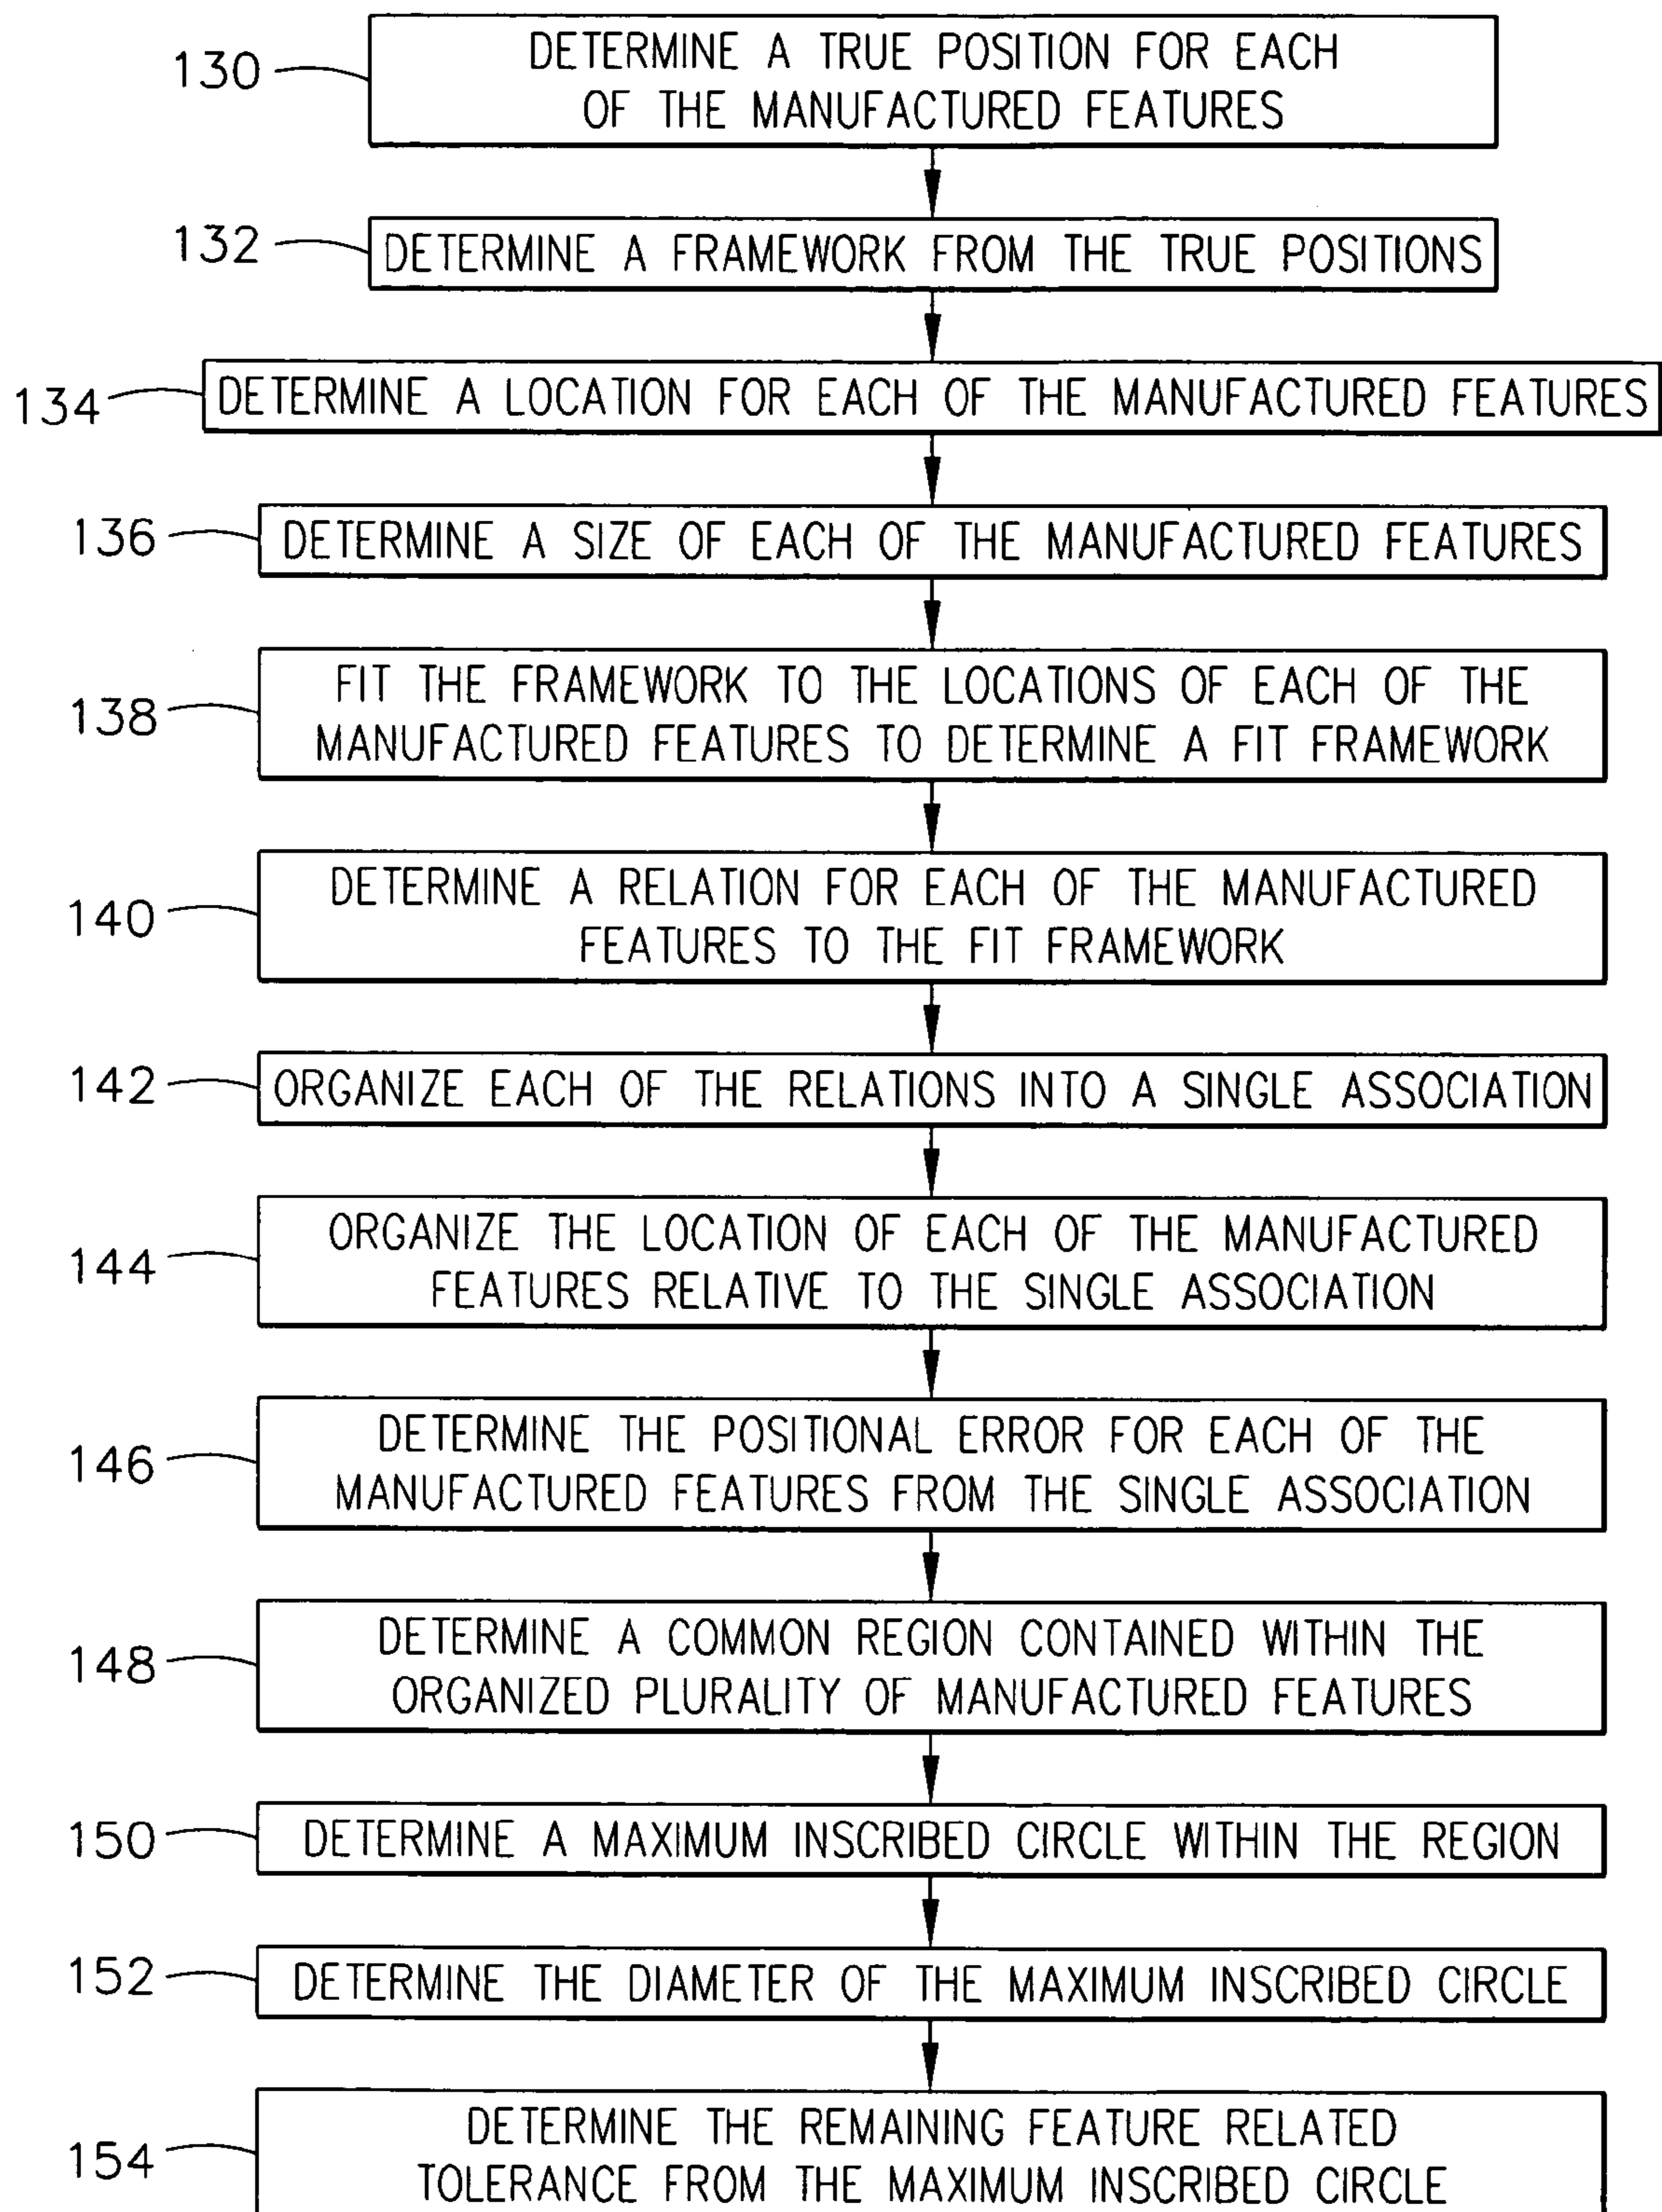 130
DETERMINE A TRUE POSITION FOR EACH
OF THE MANUFACTURED FEATURES
132
DETERMINE A FRAMEWORK FROM THE TRUE POSITIONS
134
DETERMINE A LOCATION FOR EACH OF THE MANUFACTURED FEATURES
136
DETERMINE A SIZE OF EACH OF THE MANUFACTURED FEATURES
138
FIT THE FRAMEWORK TO THE LOCATIONS OF EACH OF THE
MANUFACTURED FEATURES TO DETERMINE A FIT FRAMEWORK
140
DETERMINE A RELATION FOR EACH OF THE MANUFACTURED
FEATURES TO THE FIT FRAMEWORK
142
ORGANIZE EACH OF THE RELATIONS INTO A SINGLE ASSOCIATION
144
ORGANIZE THE LOCATION OF EACH OF THE MANUFACTURED
FEATURES RELATIVE TO THE SINGLE ASSOCIATION
146
DETERMINE THE POSITIONAL ERROR FOR EACH OF THE
MANUFACTURED FEATURES FROM THE SINGLE ASSOCIATION
148
DETERMINE A COMMON REGION CONTAINED WITHIN THE
ORGANIZED PLURALITY OF MANUFACTURED FEATURES
150
DETERMINE A MAXIMUM INSCRIBED CIRCLE WITHIN THE REGION
152
DETERMINE THE DIAMETER OF THE MAXIMUM INSCRIBED CIRCLE
154
DETERMINE THE REMAINING FEATURE RELATED
TOLERANCE FROM THE MAXIMUM INSCRIBED CIRCLE